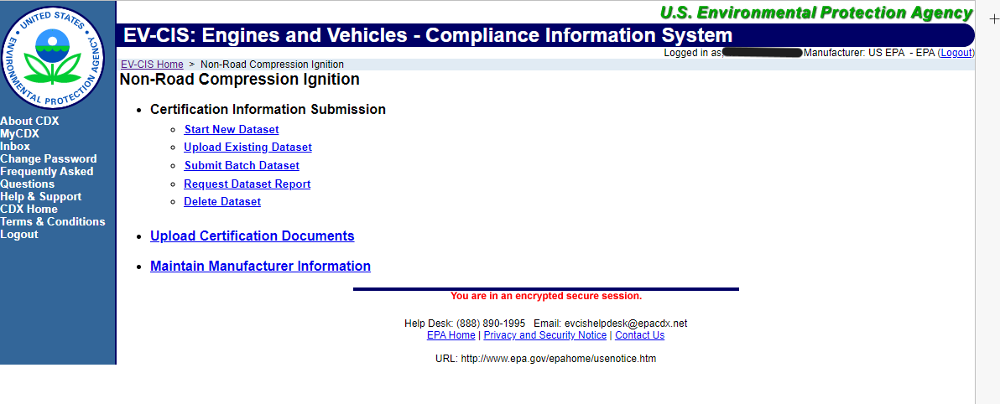 UNITED STATES
ENVIRONMENTAL PROTECTION AGENCY
U.S. Environmental Protection Agency
EV-CIS: Engines and Vehicles - Compliance Information System
Logged in as: Manufacturer: US EPA - EPA (Logout)
EV-CIS Home > Non-Road Compression Ignition
Non-Road Compression Ignition
About CDX
MyCDX
Inbox
Change Password
Frequently Asked
Questions
Help & Support
CDX Home
Terms & Conditions
Logout
• Certification Information Submission
Start New Dataset
Upload Existing Dataset
Submit Batch Dataset
Request Dataset Report
Delete Dataset
• Upload Certification Documents
• Maintain Manufacturer Information
You are in an encrypted secure session.
Help Desk: (888) 890-1995 Email: evcishelpdesk@epacdx.net
EPA Home | Privacy and Security Notice | Contact Us
URL: http://www.epa.gov/epahome/usenotice.htm